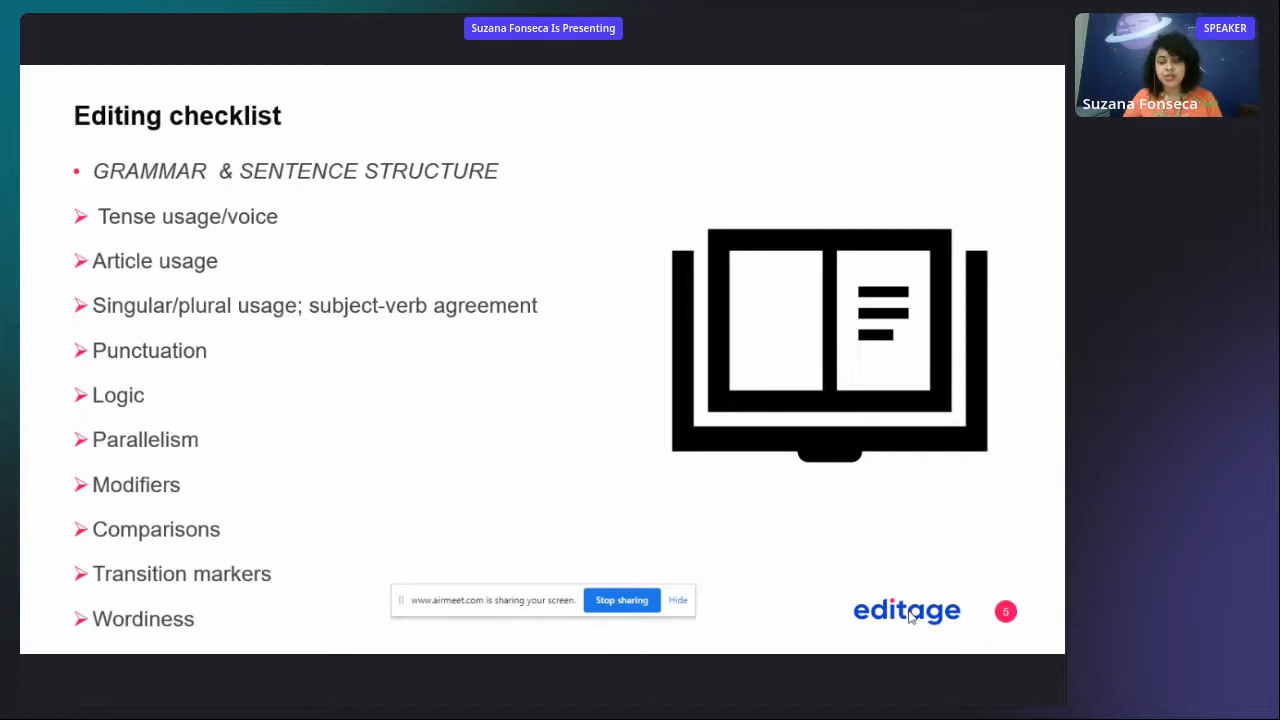 Suzana Fonseca Is Presenting
SPEAKER
Suzana Fonseca
Editing checklist
• GRAMMAR & SENTENCE STRUCTURE
➢ Tense usage/voice
➢ Article usage
➢ Singular/plural usage; subject-verb agreement
➢ Punctuation
➢ Logic
➢ Parallelism
➢ Modifiers
➢ Comparisons
➢ Transition markers
➢ Wordiness
www.airmeet.com is sharing your screen. Stop sharing Hide
editage 5